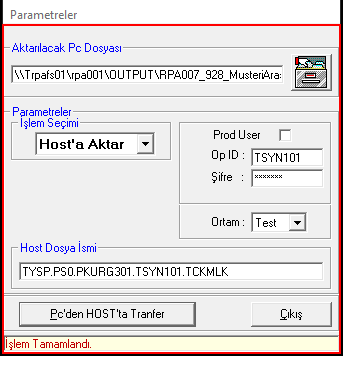 Parametreler
Aktarılacak Pc Dosyası
\\Trpafs01\rpa001\OUTPUT\RPA007_928_MusteriAra:
Parametreler
İşlem Seçimi
Host'a Aktar
Prod User
Op ID : TSYN101
Şifre : *******
Ortam : Test
Host Dosya İsmi
TYSP.PS0.PKURG301.TSYN101.TCKMLK
Pc'den HOST'ta Tranfer
Çıkış
İşlem Tamamlandı.